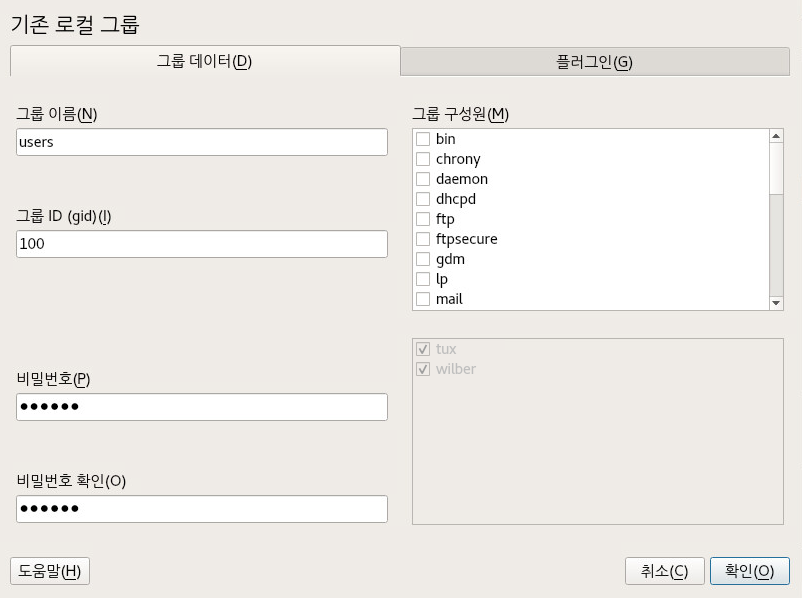 기존 로컬 그룹
그룹 데이터(D)
플러그인(G)
그룹 이름(N)
users
그룹 ID (gid)(I)
100
비밀번호(P)
●●●●●●
비밀번호 확인(O)
●●●●●●
그룹 구성원(M)
bin
chrony
daemon
dhcpd
ftp
ftpsecure
gdm
lp
mail
tux
wilber
도움말(H)
취소(C)
확인(O)